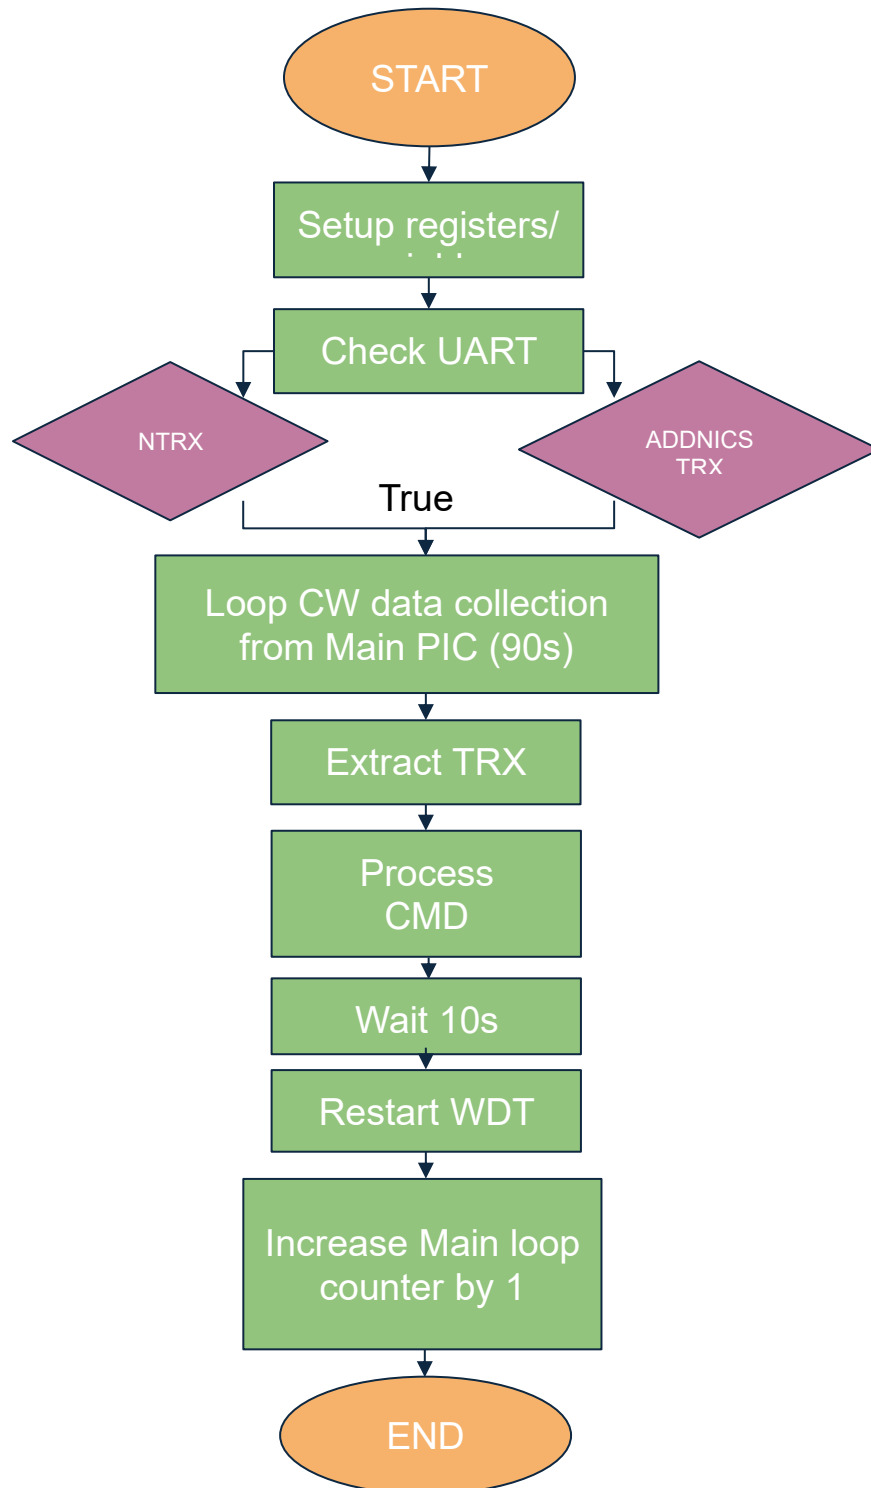 START
Setup registers/
Check UART
NTRX
ADDNICS
TRX
True
Loop CW data collection
from Main PIC (90s)
Extract TRX
Process
CMD
Wait 10s
Restart WDT
Increase Main loop
counter by 1
END